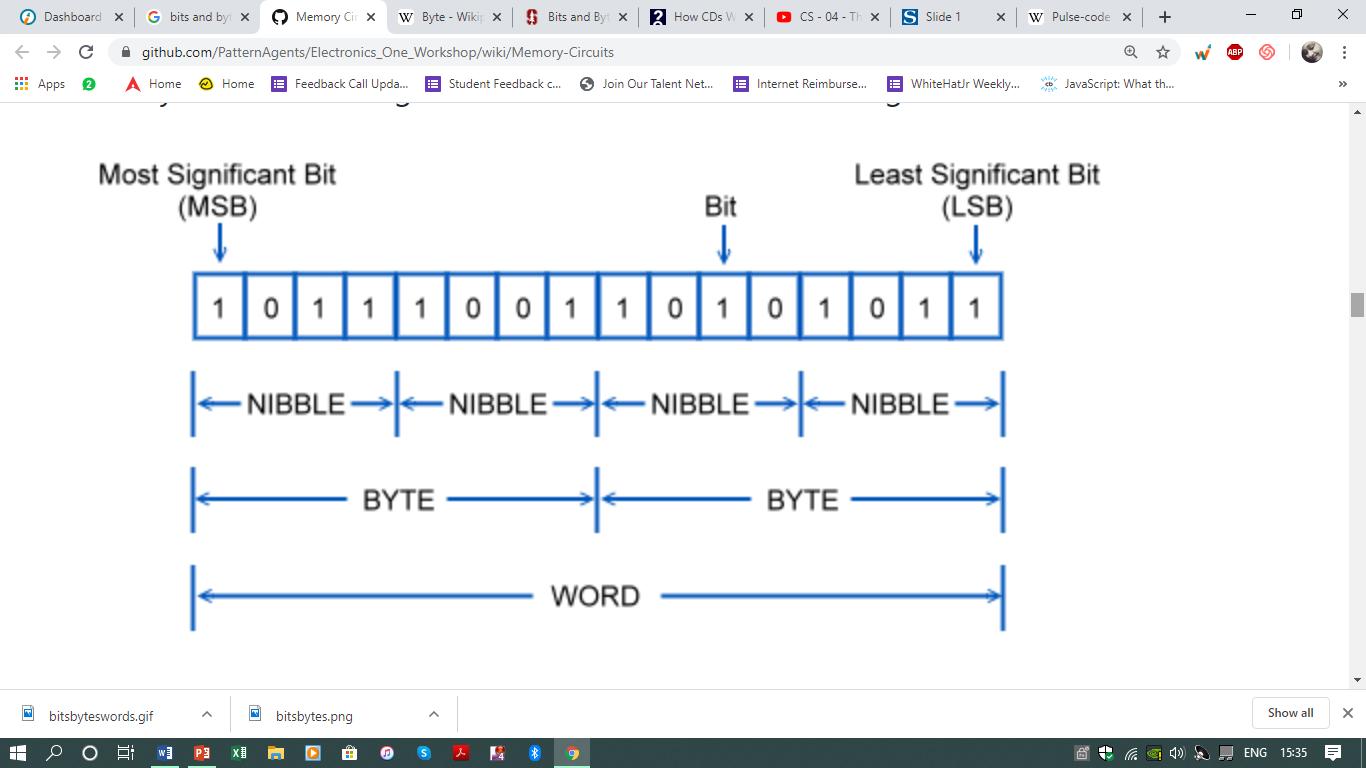 Dashboard
bits and by
Memory Ci
Byte - Wiki
Bits and Byt
How CDs W
CS - 04 - Th
Slide 1
Pulse-code
github.com/PatternAgents/Electronics_One_Workshop/wiki/Memory-Circuits
ABP
Apps
2
Home
Home
Feedback Call Upda...
Student Feedback c...
Join Our Talent Net...
Internet Reimburse...
WhiteHatJr Weekly...
JavaScript: What th...
Most Significant Bit
(MSB)
Bit
Least Significant Bit
(LSB)
1 0 1 1 1 0 0 1 1 0 1 0 1 0 1 1
NIBBLE NIBBLE NIBBLE NIBBLE
BYTE BYTE
WORD
bitsbyteswords.gif
bitsbytes.png
Show all
ENG 15:35